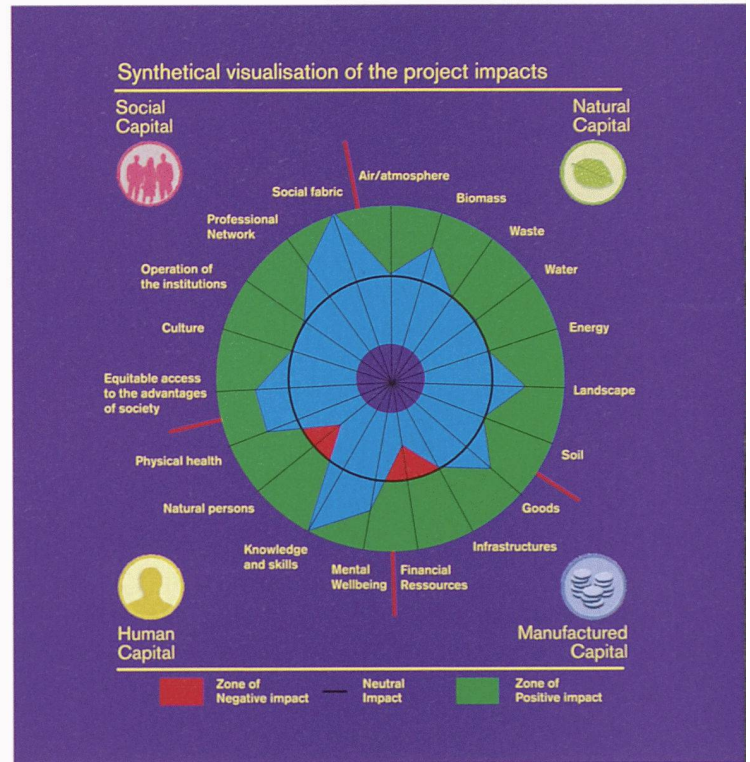 Synthetical visualisation of the project impacts
Social
Capital
Natural
Capital
Air/atmosphere
Social fabric
Biomass
Professional
Network
Waste
Operation of
the institutions
Water
Culture
Energy
Equitable access
to the advantages
of society
Landscape
Physical health
Soil
Natural persons
Goods
Knowledge
and skills
Infrastructures
Mental
Wellbeing
Financial
Ressources
Human
Capital
Manufactured
Capital
Zone of
Negative impact
Neutral
Impact
Zone of
Positive impact